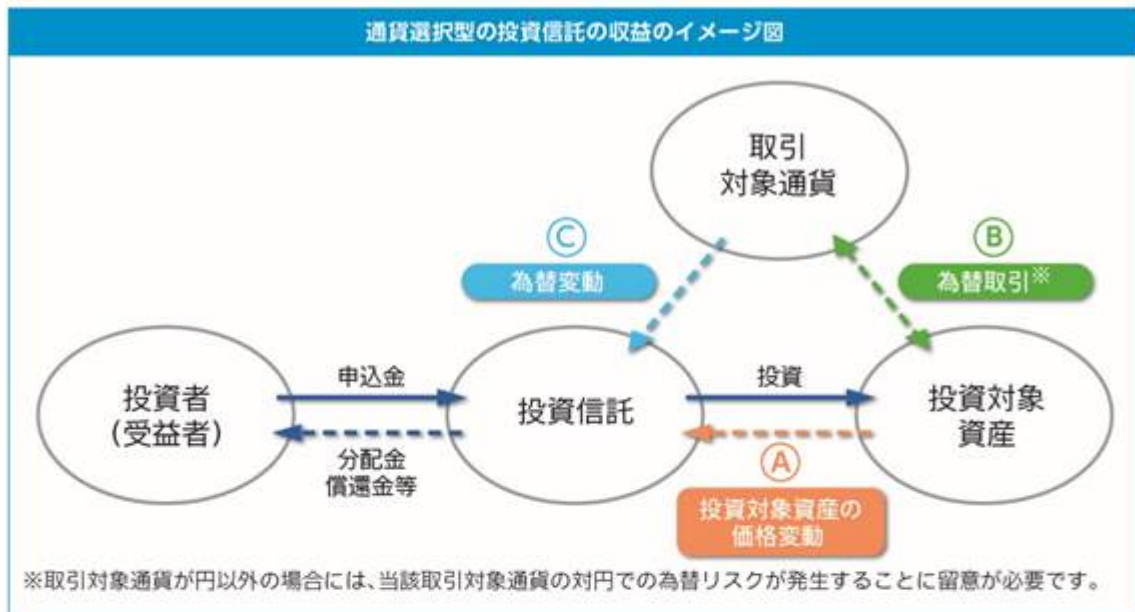 通貨選択型の投資信託の収益のイメージ図
取引
対象通貨
Ⓒ
為替変動
Ⓑ
為替取引※
投資者
(受益者)
申込金
分配金
償還金等
投資信託
投資
Ⓐ
投資対象資産の
価格変動
投資対象
資産
※取引対象通貨が円以外の場合には、当該取引対象通貨の対円での為替リスクが発生することに留意が必要です。